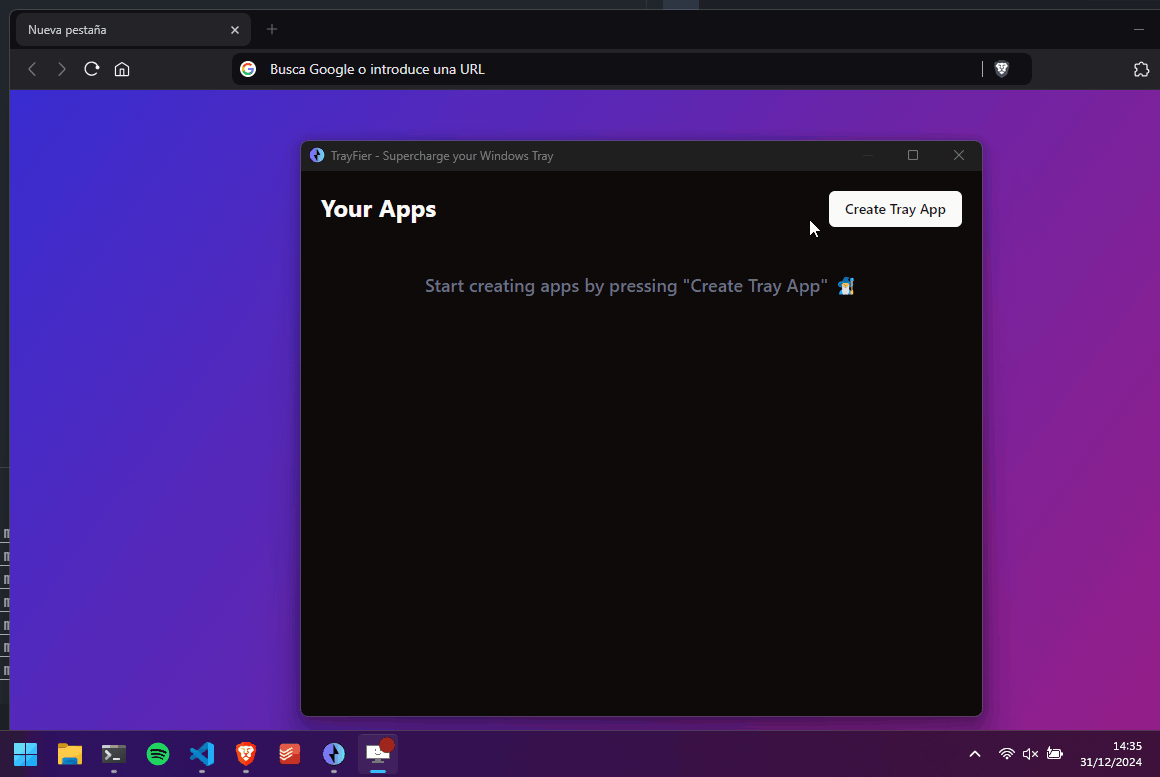 Nueva pestaña
Busca Google o introduce una URL
TrayFier - Supercharge your Windows Tray
Your Apps
Create Tray App
Start creating apps by pressing "Create Tray App"
14:35
31/12/2024